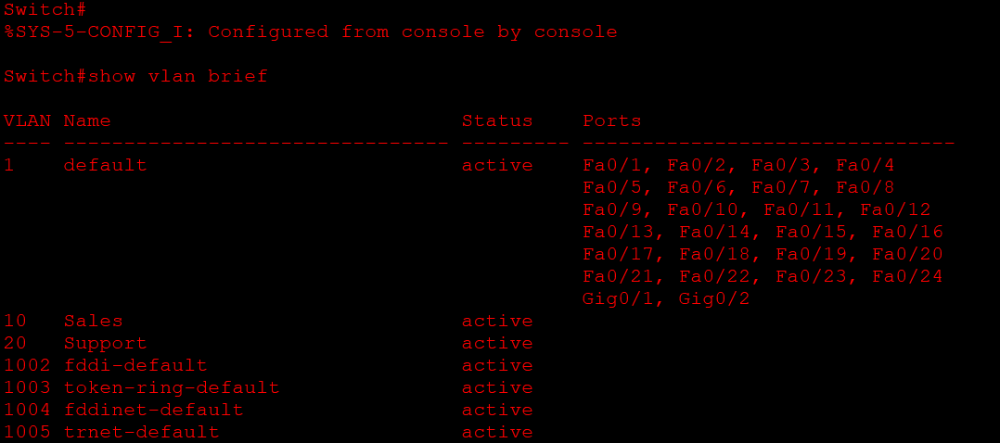 Switch#
%SYS-5-CONFIG_I: Configured from console by console
Switch#show vlan brief
VLAN Name                             Status    Ports
---- -------------------------------- --------- -------------------------------
1    default                          active    Fa0/1, Fa0/2, Fa0/3, Fa0/4
                                                Fa0/5, Fa0/6, Fa0/7, Fa0/8
                                                Fa0/9, Fa0/10, Fa0/11, Fa0/12
                                                Fa0/13, Fa0/14, Fa0/15, Fa0/16
                                                Fa0/17, Fa0/18, Fa0/19, Fa0/20
                                                Fa0/21, Fa0/22, Fa0/23, Fa0/24
                                                Gig0/1, Gig0/2
10   Sales                            active
20   Support                          active
1002 fddi-default                     active
1003 token-ring-default               active
1004 fddinet-default                  active
1005 trnet-default                    active